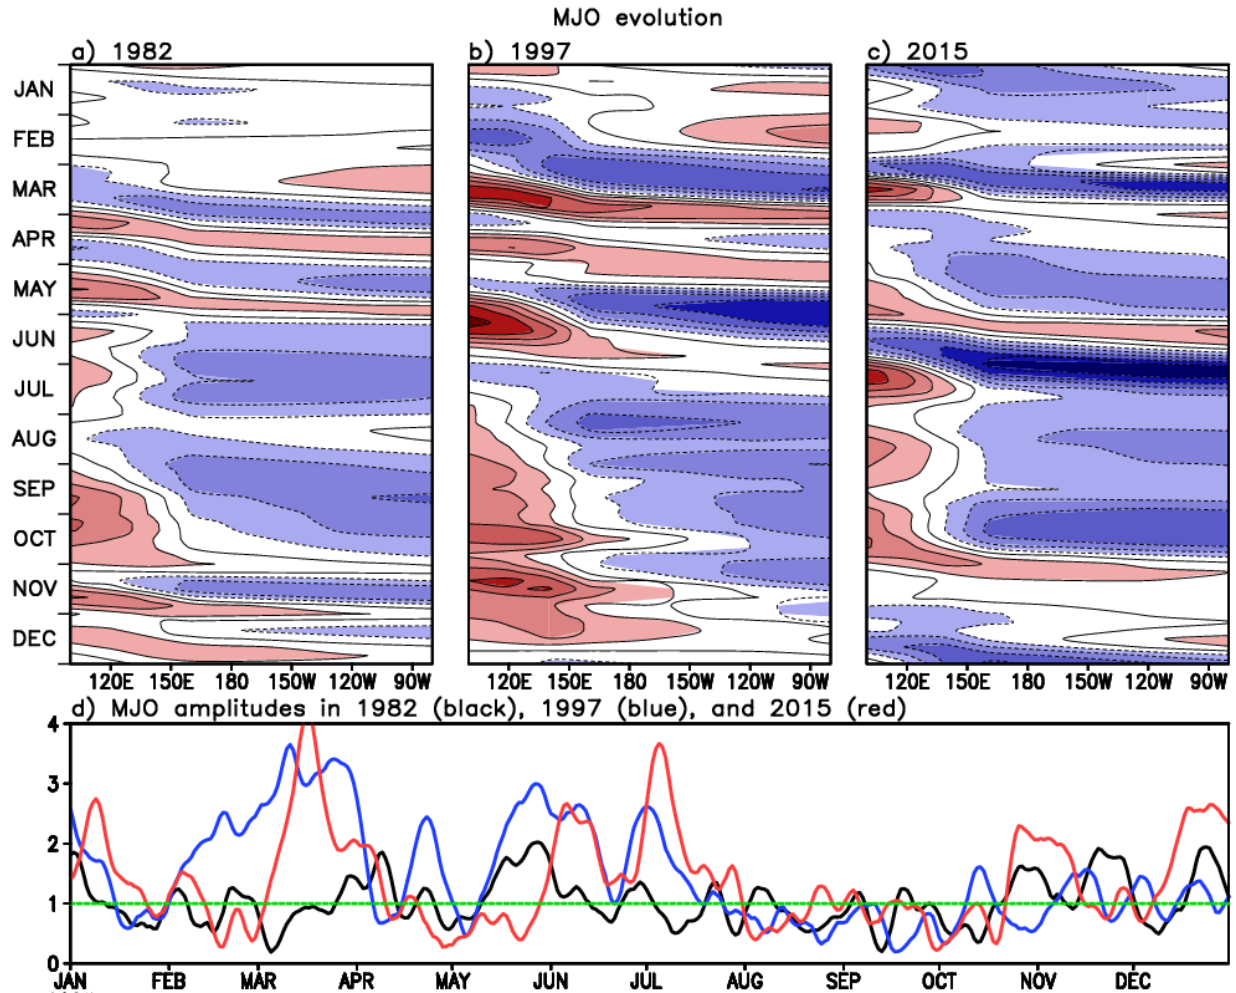 MJO evolution
a) 1982 b) 1997 c) 2015
JAN
FEB
MAR
APR
MAY
JUN
JUL
AUG
SEP
OCT
NOV
DEC
120E 150E 180 150W 120W 90W 120E 150E 180 150W 120W 90W 120E 150E 180 150W 120W 90W
d) MJO amplitudes in 1982 (black), 1997 (blue), and 2015 (red)
4
3
2
1
0
JAN FEB MAR APR MAY JUN JUL AUG SEP OCT NOV DEC